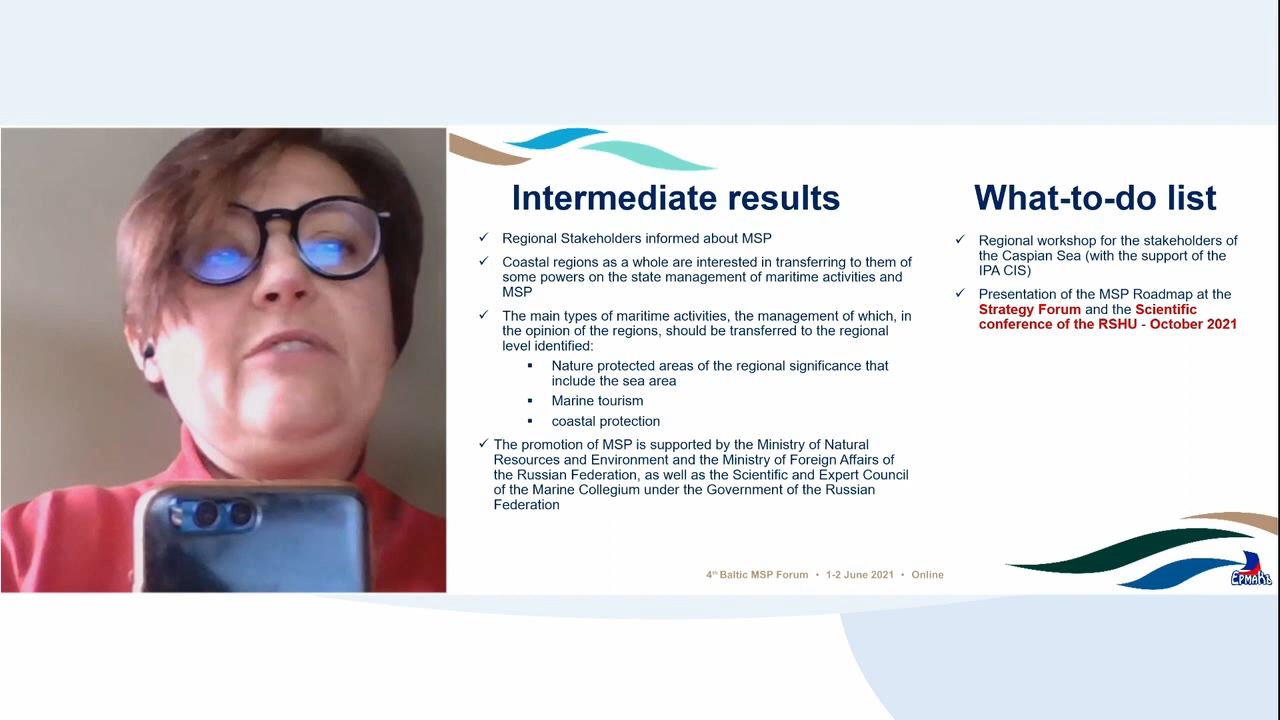 Intermediate results
Regional Stakeholders informed about MSP
Coastal regions as a whole are interested in transferring to them of
some powers on the state management of maritime activities and
MSP
The main types of maritime activities, the management of which, in
the opinion of the regions, should be transferred to the regional
level identified:
Nature protected areas of the regional significance that
include the sea area
Marine tourism
coastal protection
The promotion of MSP is supported by the Ministry of Natural
Resources and Environment and the Ministry of Foreign Affairs of
the Russian Federation, as well as the Scientific and Expert Council
of the Marine Collegium under the Government of the Russian
Federation
What-to-do list
Regional workshop for the stakeholders of
the Caspian Sea (with the support of the
IPA CIS)
Presentation of the MSP Roadmap at the
Strategy Forum and the Scientific
conference of the RSHU - October 2021
4th Baltic MSP Forum • 1-2 June 2021 • Online
ЕРМАКЪ